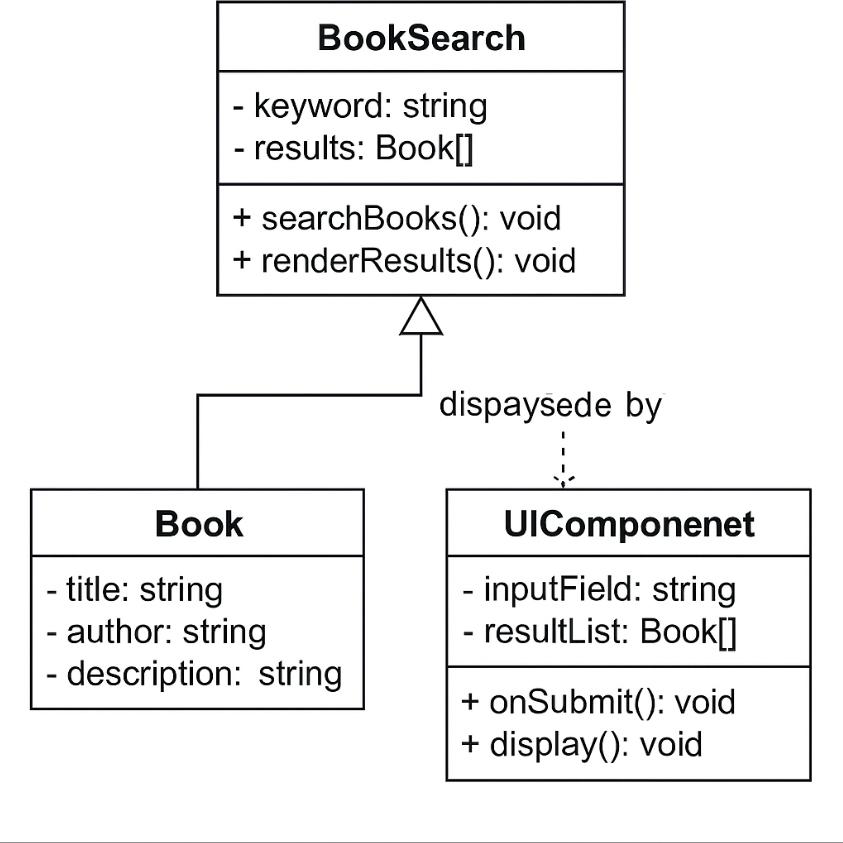 BookSearch
- keyword: string
- results: Book[]
+ searchBooks(): void
+ renderResults(): void
dispaysede by
Book
- title: string
- author: string
- description: string
UIComponenet
- inputField: string
- resultList: Book[]
+ onSubmit(): void
+ display(): void